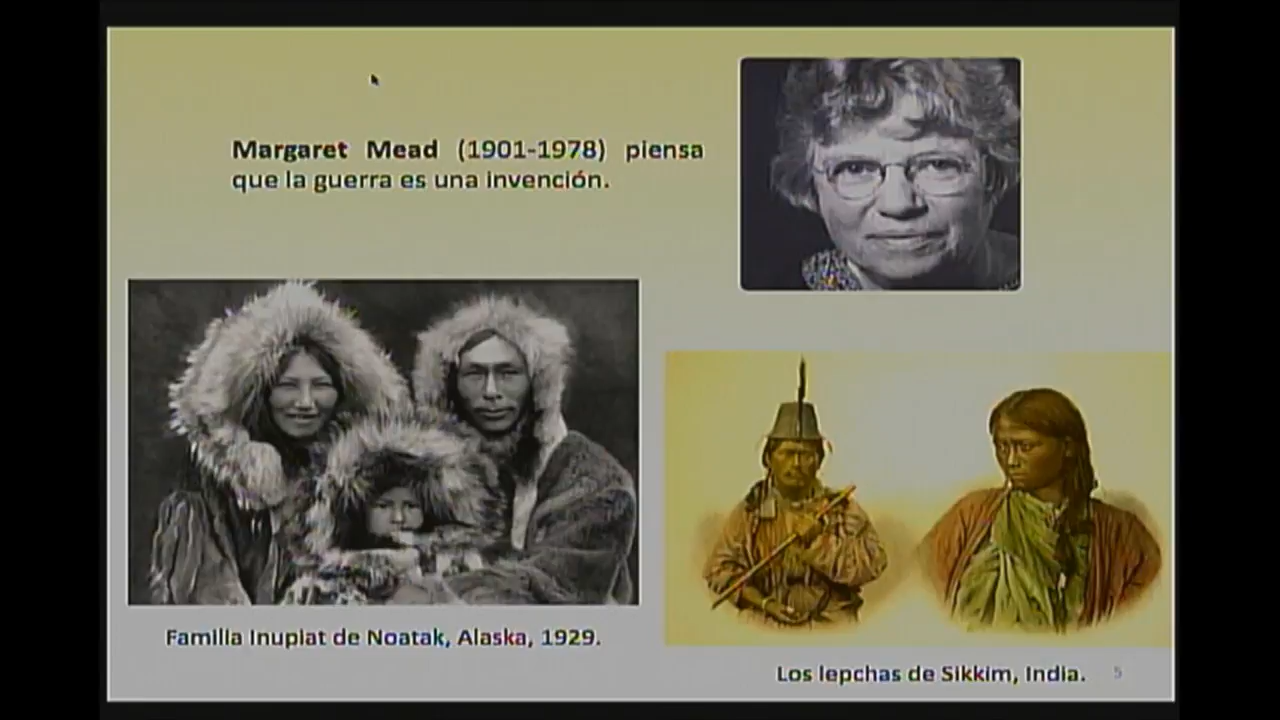 Margaret Mead (1901-1978) piensa
que la guerra es una invención.
Familia Inupiat de Noatak, Alaska, 1929.
Los lepchas de Sikkim, India.
5